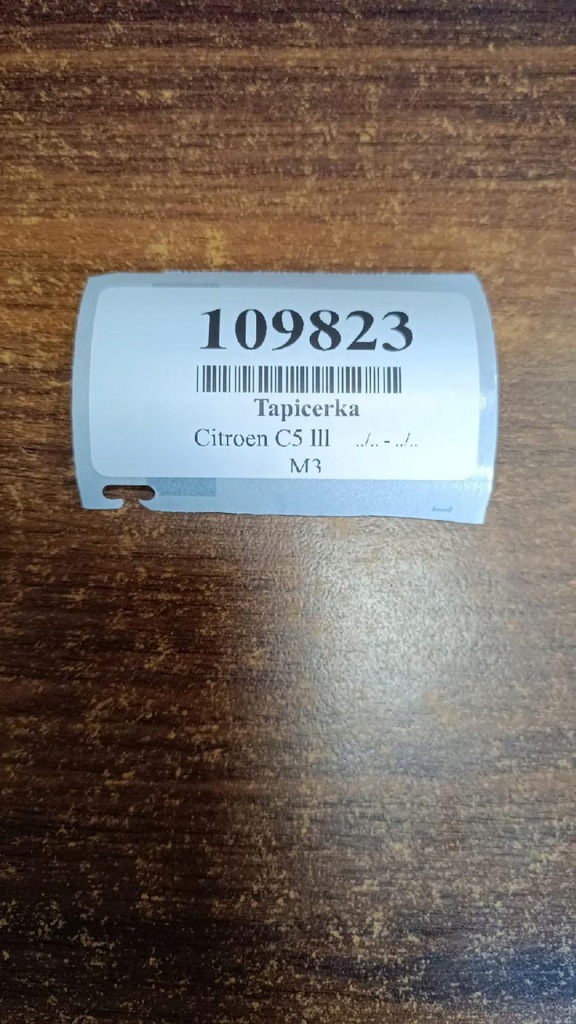 109823
Tapicerka
Citroen C5 III ../.. - ../..
M3